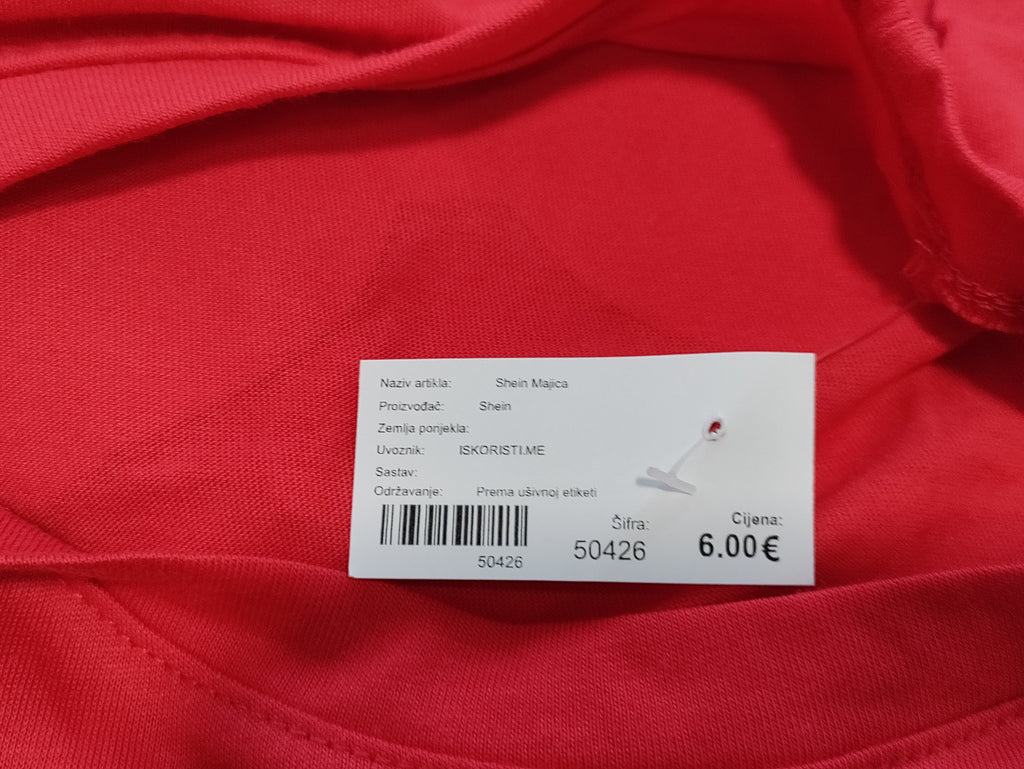 Naziv artikla: Shein Majica
Proizvođač: Shein
Zemlja porijekla:
Uvoznik: ISKORISTI.ME
Sastav:
Održavanje: Prema ušivnoj etiketi
Šifra: Cijena:
50426 50426 6.00€